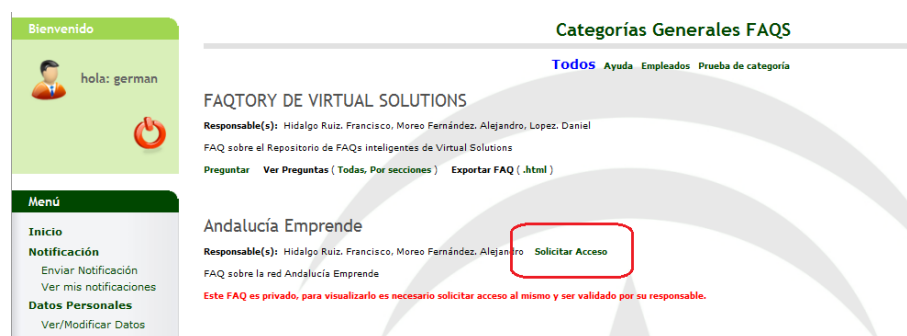 Bienvenido
hola: german
Menú
Inicio
Notificación
Enviar Notificación
Ver mis notificaciones
Datos Personales
Ver/Modificar Datos
Categorías Generales FAQS
Todos Ayuda Empleados Prueba de categoría
FAQTORY DE VIRTUAL SOLUTIONS
Responsable(s): Hidalgo Ruiz. Francisco, Moreo Fernández. Alejandro, Lopez. Daniel
FAQ sobre el Repositorio de FAQs inteligentes de Virtual Solutions
Preguntar Ver Preguntas ( Todas, Por secciones ) Exportar FAQ ( .html )
Andalucía Emprende
Responsable(s): Hidalgo Ruiz. Francisco, Moreo Fernández. Alejandro Solicitar Acceso
FAQ sobre la red Andalucía Emprende
Este FAQ es privado, para visualizarlo es necesario solicitar acceso al mismo y ser validado por su responsable.